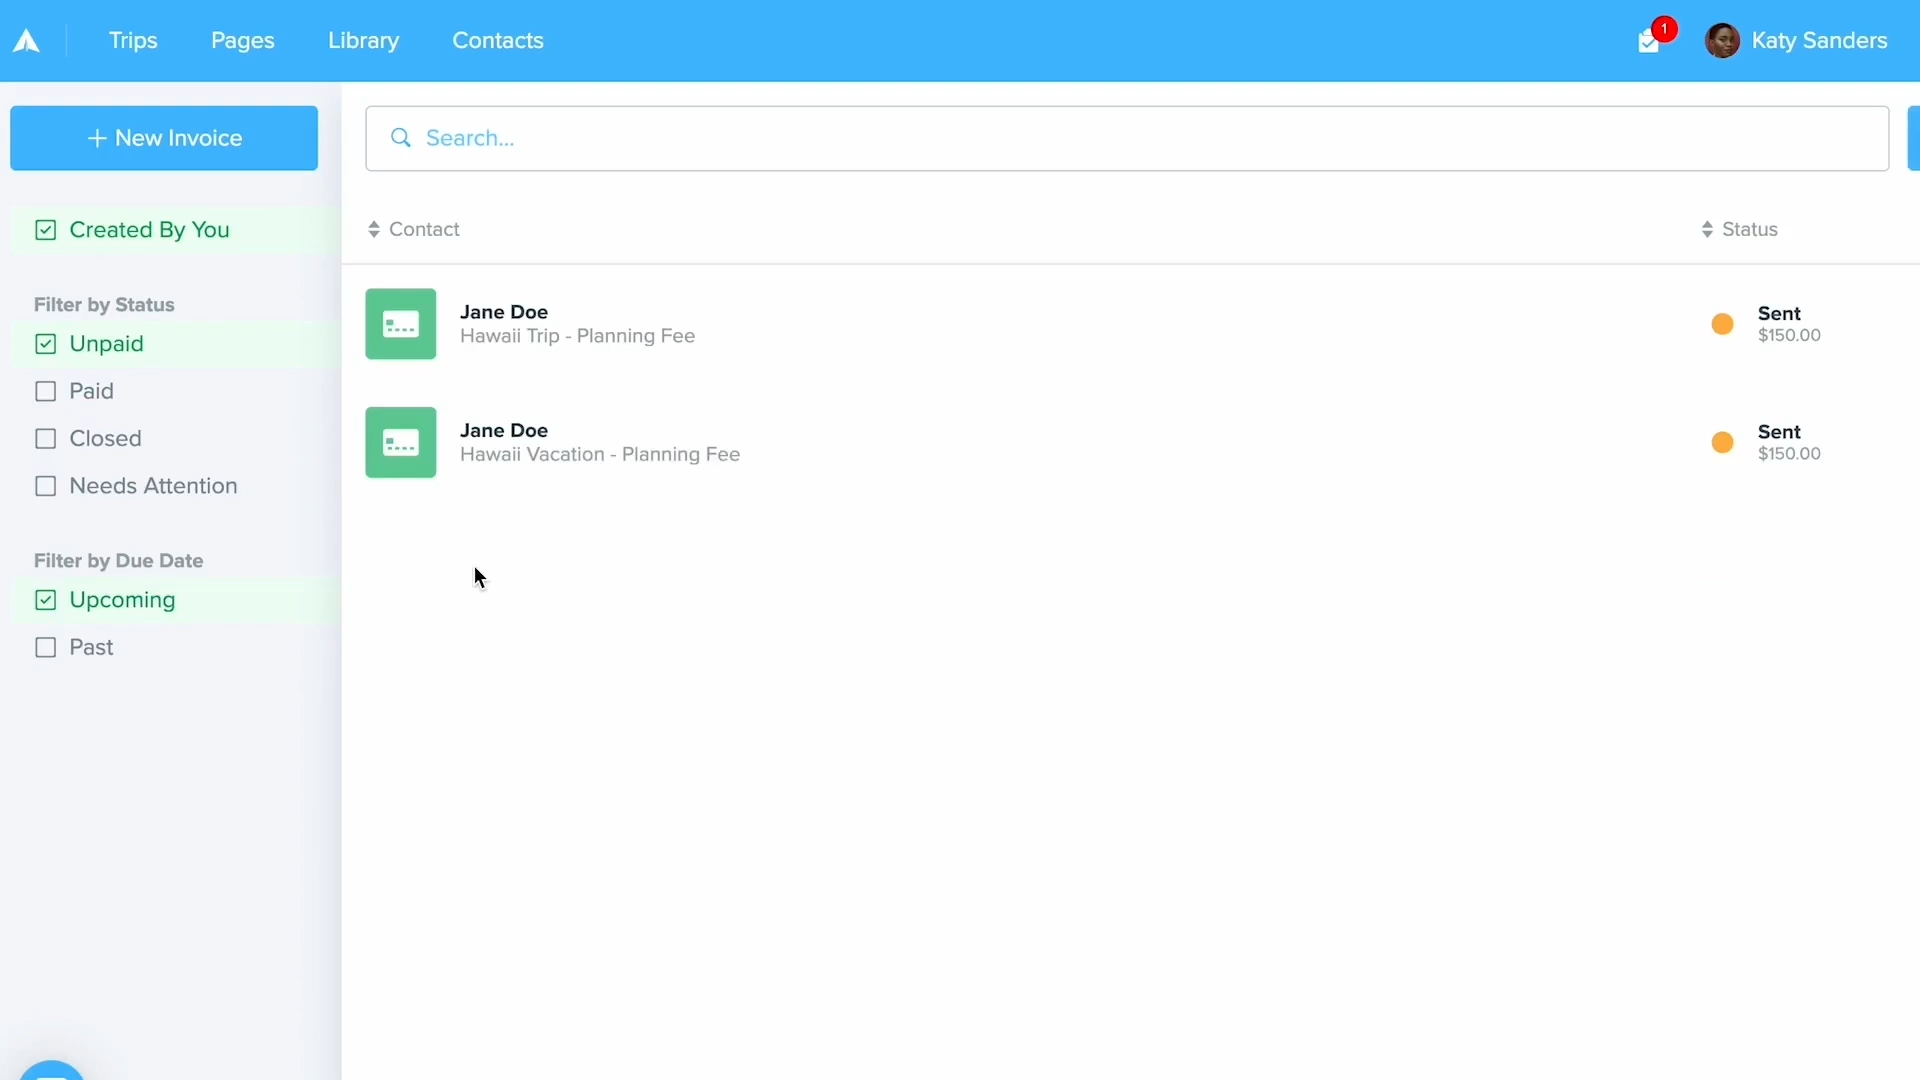 Trips
Pages
Library
Contacts
1
Katy Sanders
+ New Invoice
Search...
Created By You
Contact
Status
Filter by Status
Unpaid
Paid
Closed
Needs Attention
Jane Doe
Hawaii Trip - Planning Fee
Sent
$150.00
Jane Doe
Hawaii Vacation - Planning Fee
Sent
$150.00
Filter by Due Date
Upcoming
Past